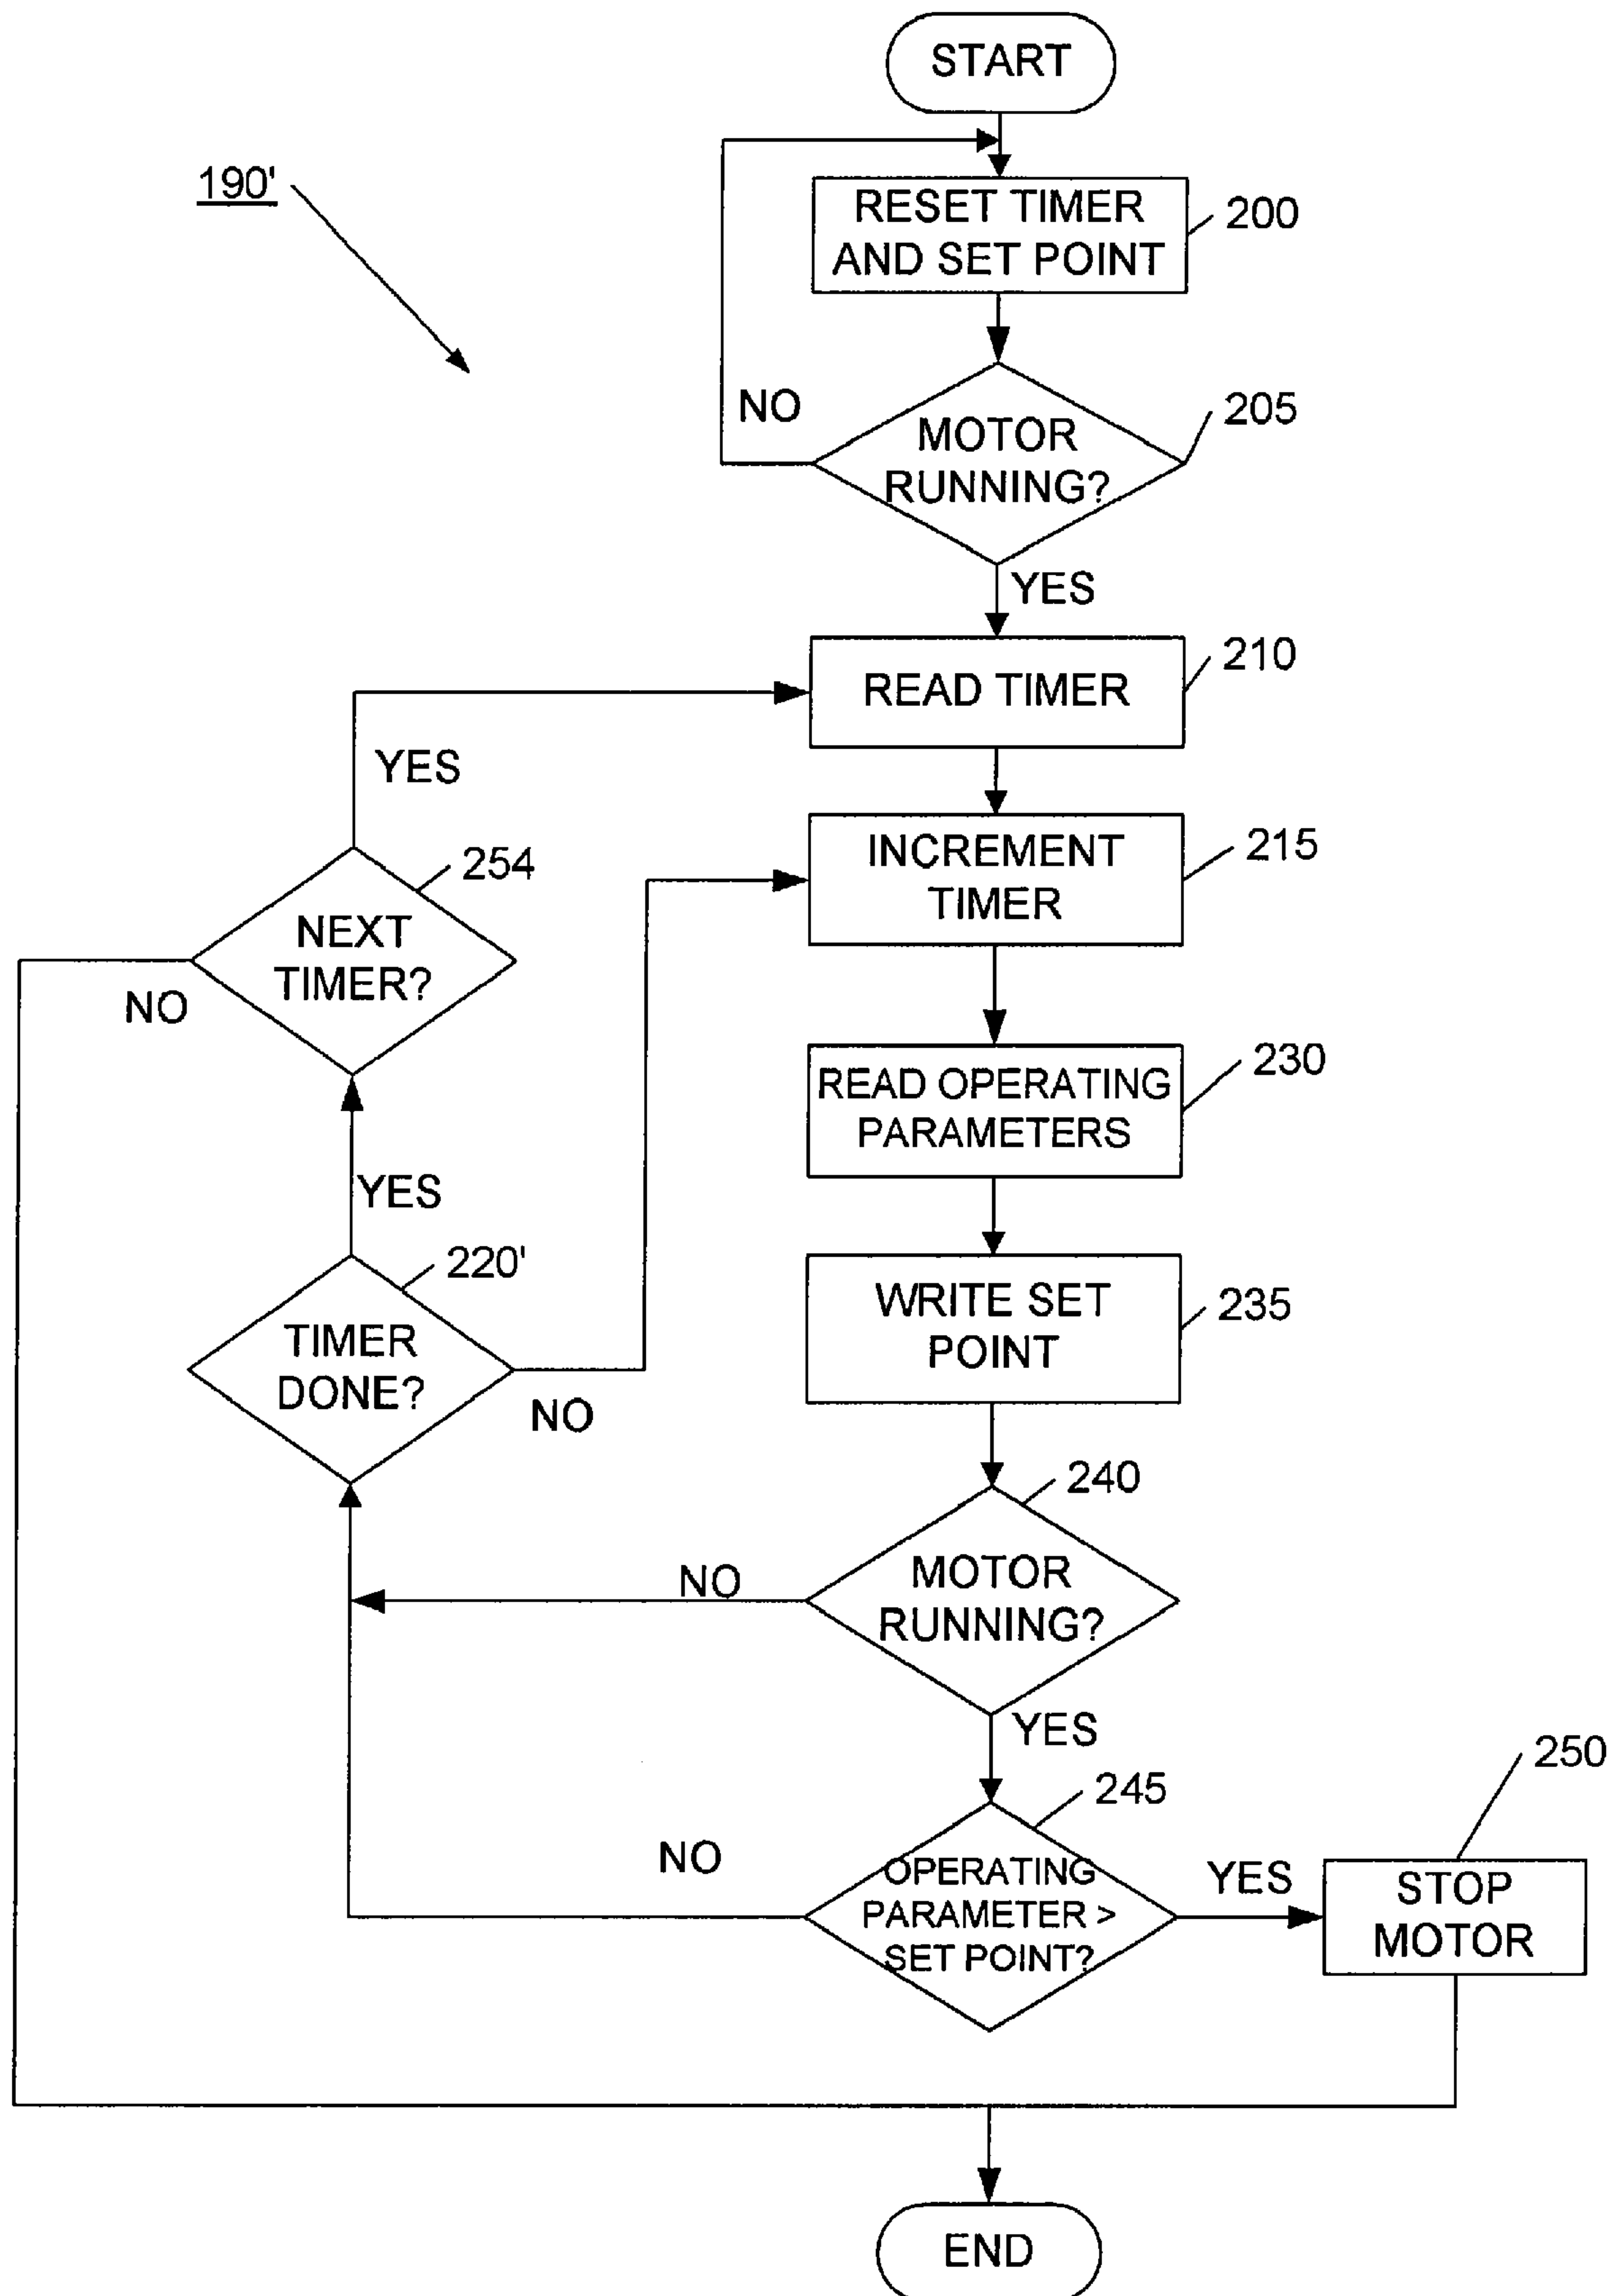 START
190'
RESET TIMER
AND SET POINT
200
NO
MOTOR
RUNNING?
205
YES
READ TIMER
210
YES
INCREMENT
TIMER
215
254
NEXT
TIMER?
NO
READ OPERATING
PARAMETERS
230
YES
220'
WRITE SET
POINT
235
TIMER
DONE?
NO
240
MOTOR
RUNNING?
NO
YES
245
250
NO
OPERATING
PARAMETER >
SET POINT?
YES
STOP
MOTOR
END